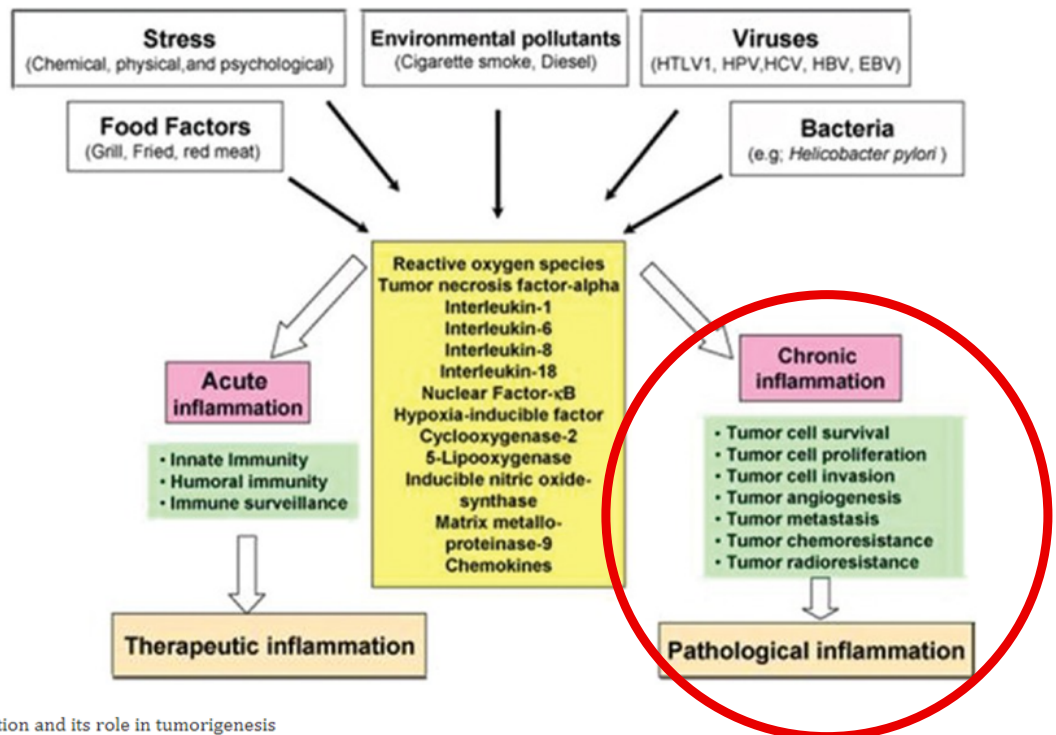 Stress
(Chemical, physical,and psychological)
Environmental pollutants
(Cigarette smoke, Diesel)
Viruses
(HTLV1, HPV,HCV, HBV, EBV)
Food Factors
(Grill, Fried, red meat)
Bacteria
(e.g; Helicobacter pylori )
Reactive oxygen species
Tumor necrosis factor-alpha
Interleukin-1
Interleukin-6
Interleukin-8
Interleukin-18
Nuclear Factor-κB
Hypoxia-inducible factor
Cyclooxygenase-2
5-Lipooxygenase
Inducible nitric oxide-
synthase
Matrix metallo-
proteinase-9
Chemokines
Acute
inflammation
• Innate Immunity
• Humoral immunity
• Immune surveillance
Therapeutic inflammation
Chronic
inflammation
• Tumor cell survival
• Tumor cell proliferation
• Tumor cell invasion
• Tumor angiogenesis
• Tumor metastasis
• Tumor chemoresistance
• Tumor radioresistance
Pathological inflammation
tion and its role in tumorigenesis